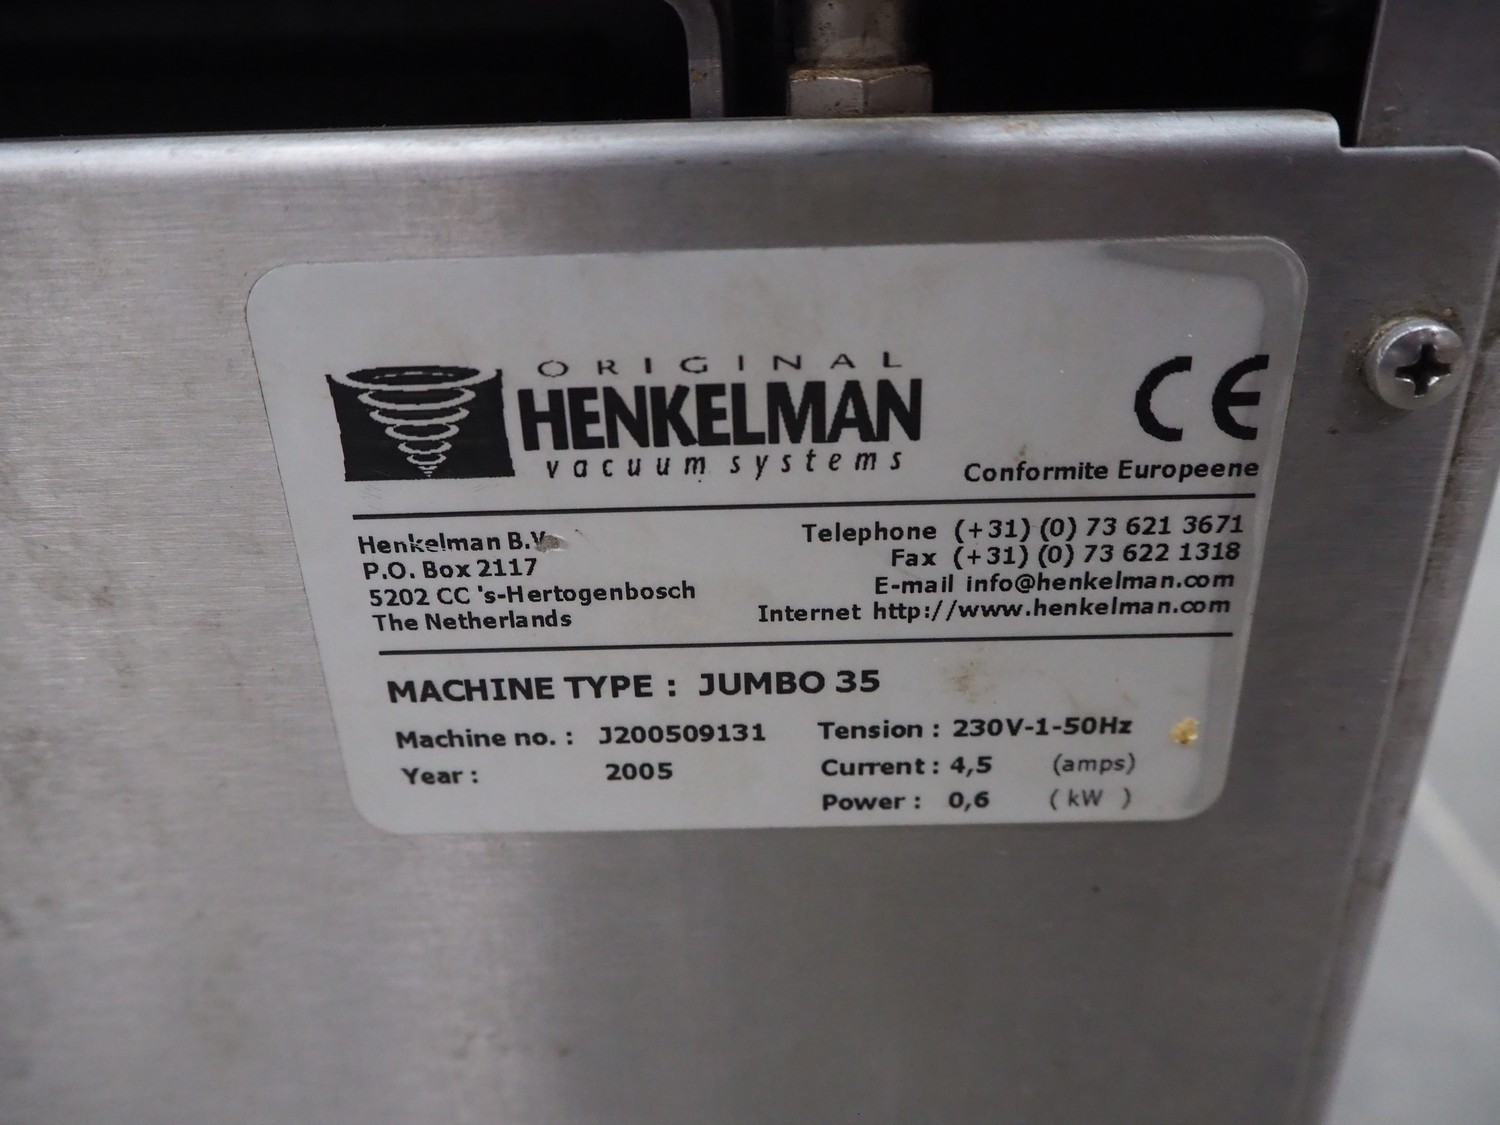 ORIGINAL
HENKELMAN
vacuum systems
CE
Conformite Europeene
Henkelman B.V.
P.O. Box 2117
5202 CC 's-Hertogenbosch
The Netherlands
Telephone (+31) (0) 73 621 3671
Fax (+31) (0) 73 622 1318
E-mail info@henkelman.com
Internet http://www.henkelman.com
MACHINE TYPE : JUMBO 35
Machine no. : J200509131
Year : 2005
Tension : 230V-1-50Hz
Current : 4,5 (amps)
Power : 0,6 ( kW )